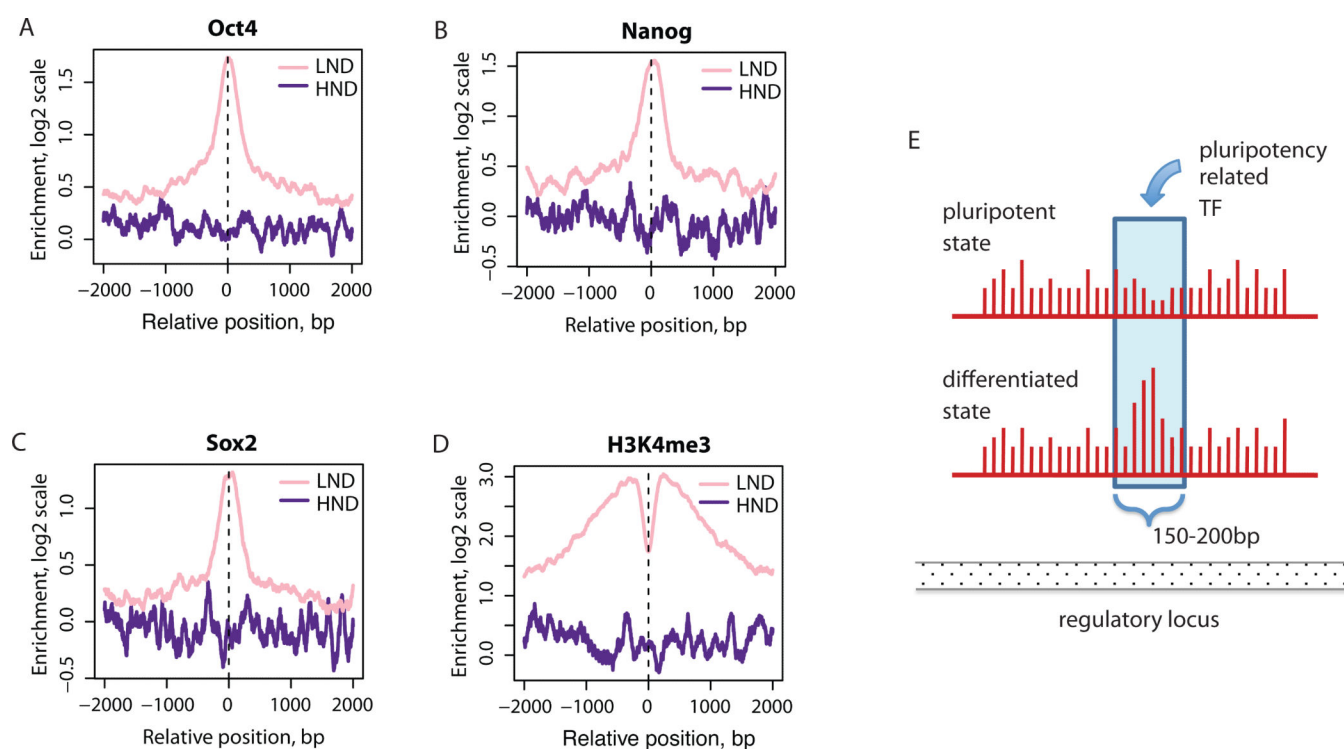 A
Oct4
Enrichment, log2 scale
1.5
1.0
0.5
0.0
LND
HND
−2000 −1000 0 1000 2000
Relative position, bp
B
Nanog
Enrichment, log2 scale
1.5
1.0
0.5
0.0
−0.5
LND
HND
−2000 −1000 0 1000 2000
Relative position, bp
C
Sox2
Enrichment, log2 scale
1.0
0.5
0.0
−0.5
LND
HND
−2000 −1000 0 1000 2000
Relative position, bp
D
H3K4me3
Enrichment, log2 scale
3.0
2.0
1.0
0.0
LND
HND
−2000 −1000 0 1000 2000
Relative position, bp
E
pluripotency
related
TF
pluripotent
state
differentiated
state
150-200bp
regulatory locus